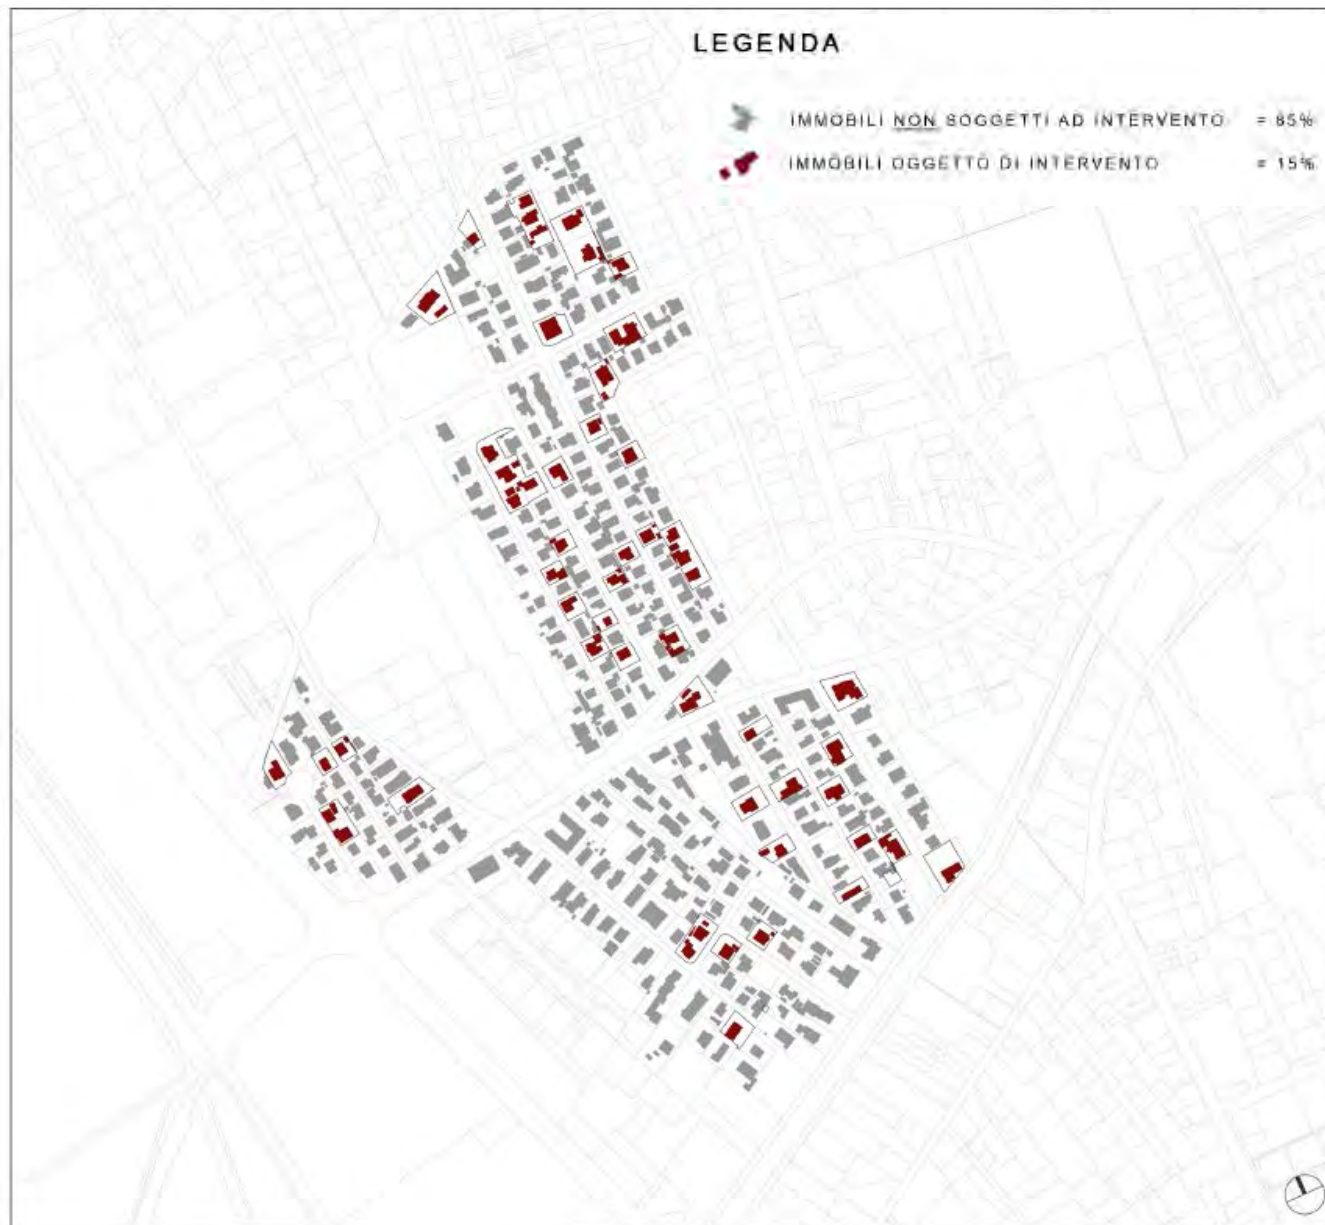 LEGENDA
IMMOBILI NON SOGGETTI AD INTERVENTO = 85%
IMMOBILI OGGETTO DI INTERVENTO = 15%